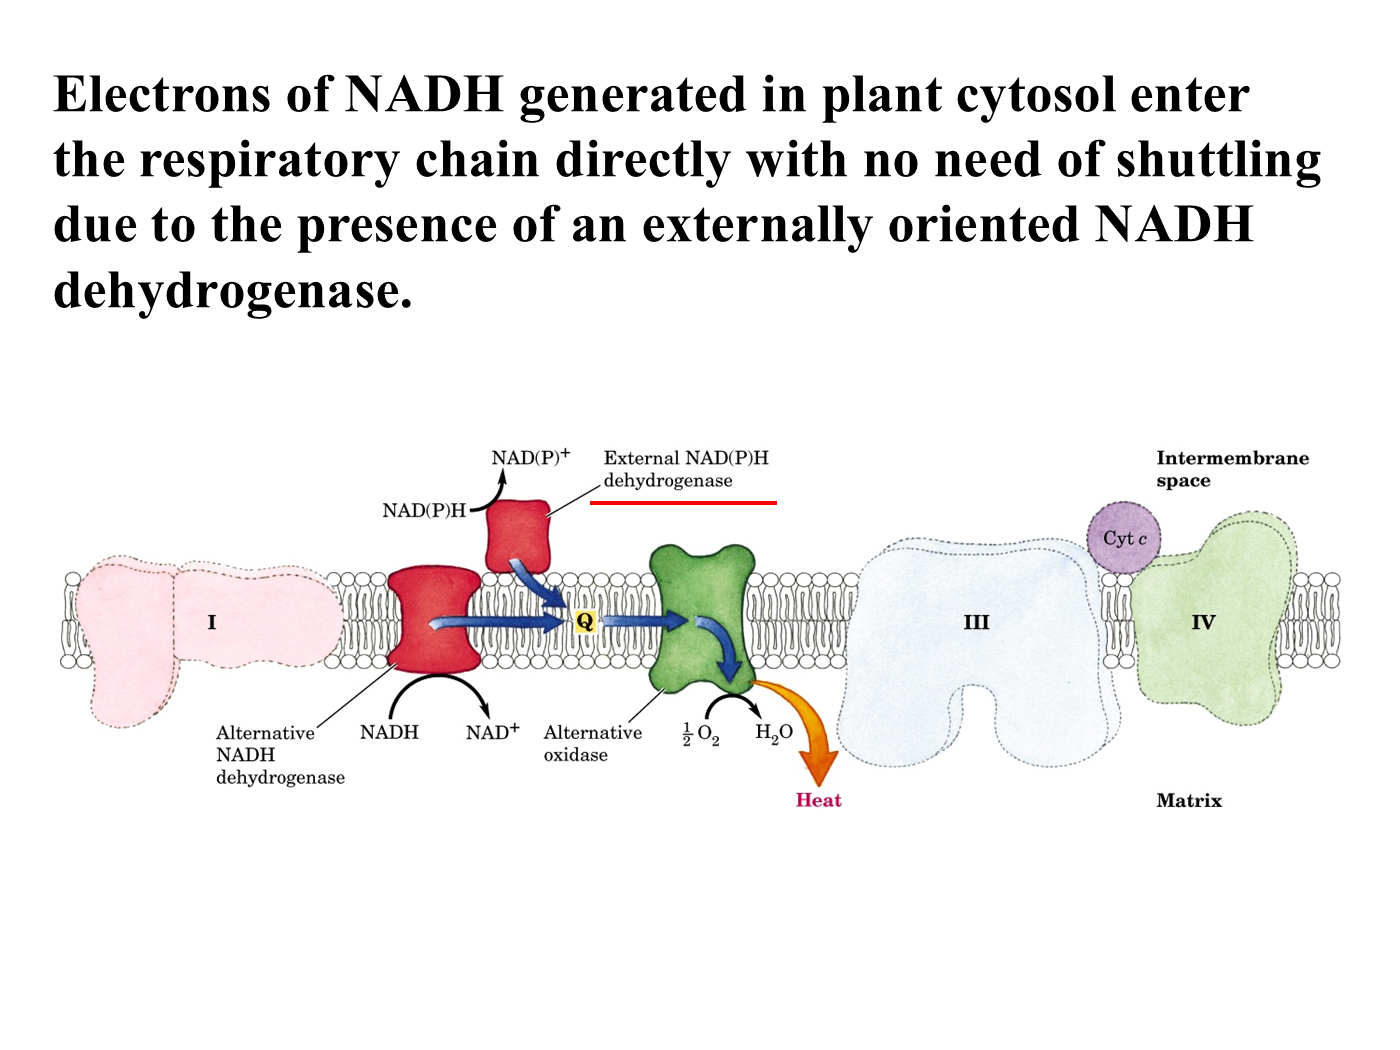 Electrons of NADH generated in plant cytosol enter
the respiratory chain directly with no need of shuttling
due to the presence of an externally oriented NADH
dehydrogenase.
NAD(P)⁺
External NAD(P)H
dehydrogenase
Intermembrane
space
NAD(P)H
Cyt c
I
Q
III
IV
Alternative
NADH
dehydrogenase
NADH
NAD⁺
Alternative
oxidase
½ O₂
H₂O
Heat
Matrix